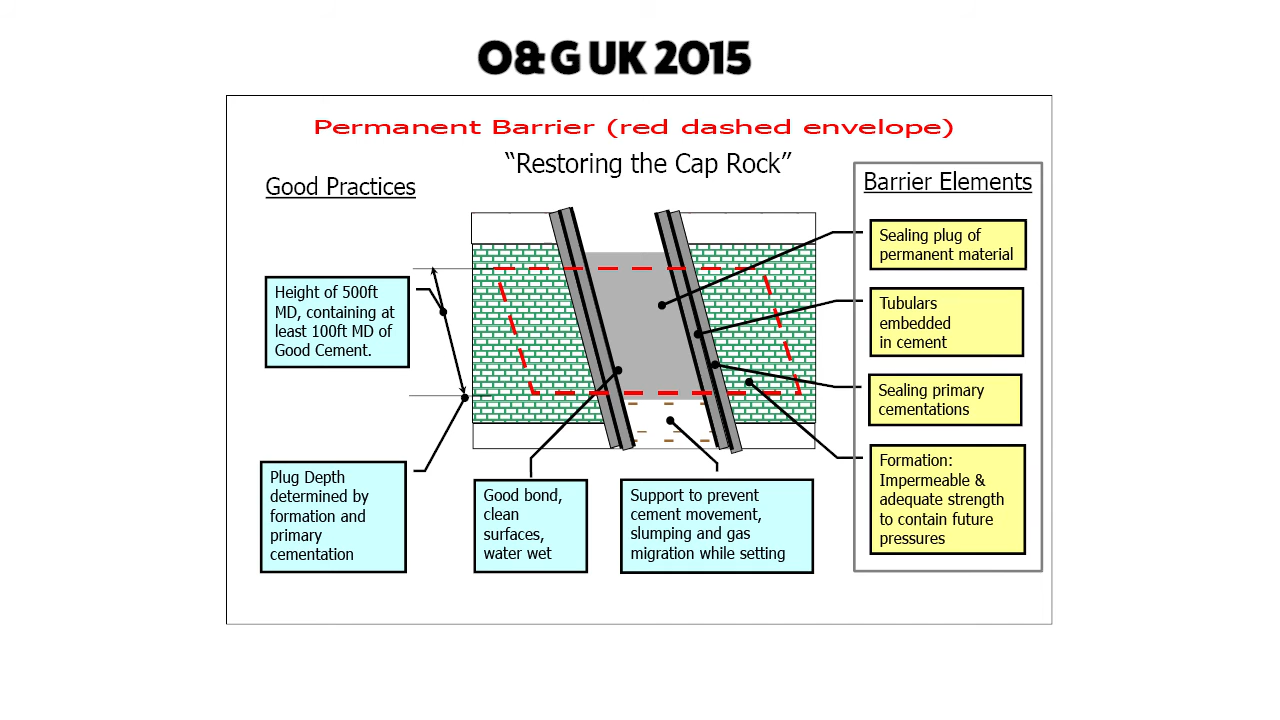 O&G UK 2015
Permanent Barrier (red dashed envelope)
“Restoring the Cap Rock”
Good Practices
Height of 500ft
MD, containing at
least 100ft MD of
Good Cement.
Plug Depth
determined by
formation and
primary
cementation
Good bond,
clean
surfaces,
water wet
Support to prevent
cement movement,
slumping and gas
migration while setting
Barrier Elements
Sealing plug of
permanent material
Tubulars
embedded
in cement
Sealing primary
cementations
Formation:
Impermeable &
adequate strength
to contain future
pressures